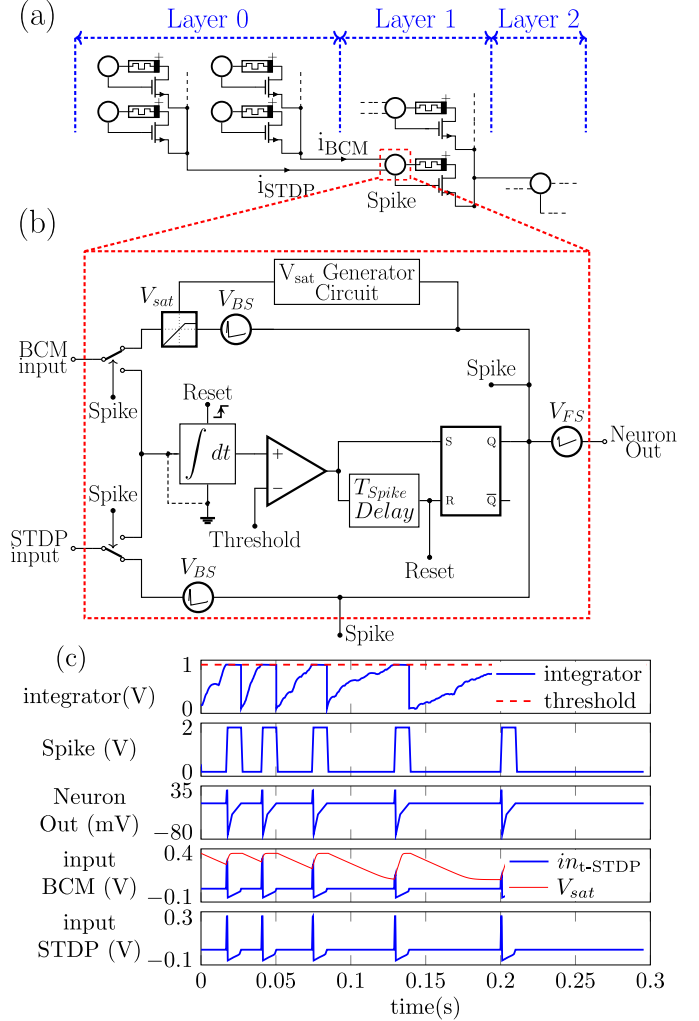 (a)
Layer 0
Layer 1
Layer 2
+
+
+
+
+
+
i_BCM
i_STDP
Spike
(b)
V_sat Generator
Circuit
V_sat
V_BS
BCM
input
Spike
Spike
V_FS
Neuron
Out
Reset
∫ dt
+
−
S
Q
R
Q̅
T_Spike
Delay
Threshold
Reset
Spike
STDP
input
V_BS
Spike
(c)
integrator(V)
1
0
integrator
threshold
Spike (V)
2
0
Neuron
Out (mV)
35
−80
input
BCM (V)
0.4
−0.1
in_t-STDP
V_sat
input
STDP (V)
0.3
−0.1
0 0.05 0.1 0.15 0.2 0.25 0.3
time(s)